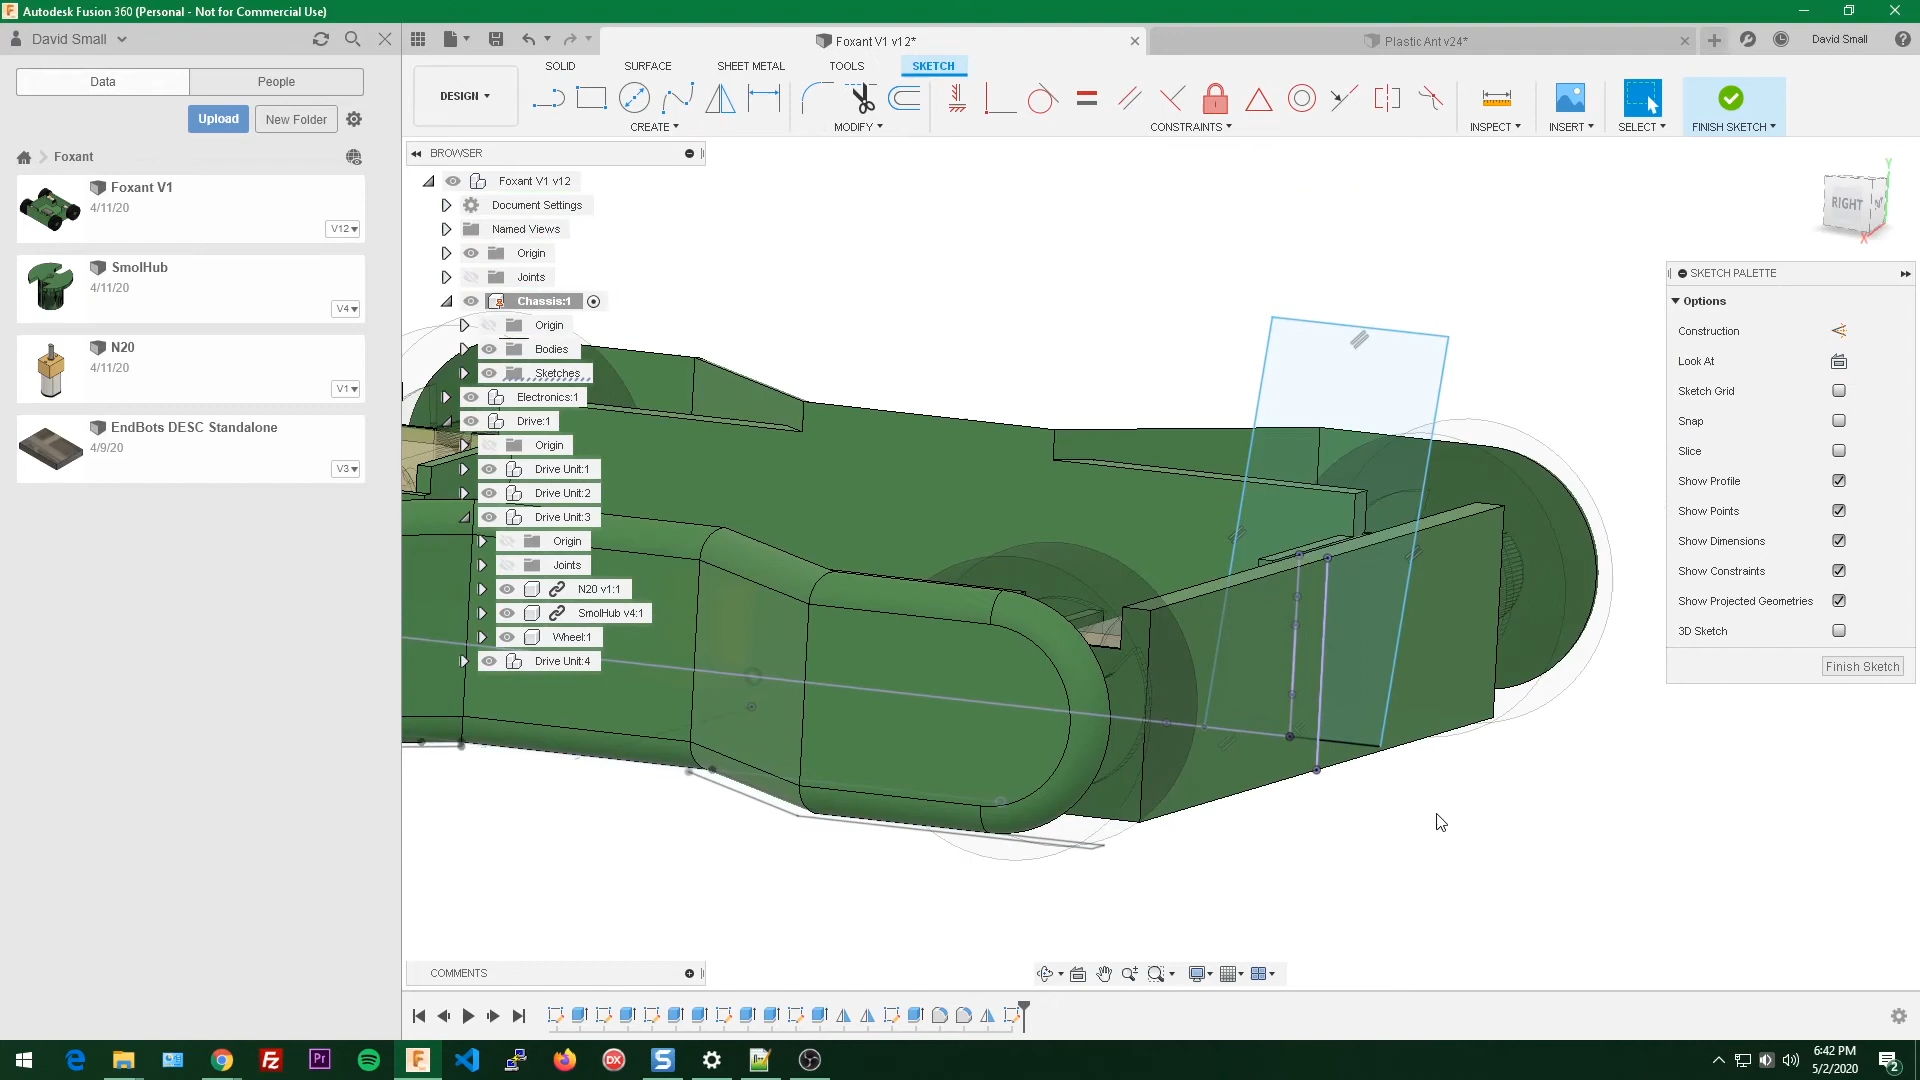 Autodesk Fusion 360 (Personal - Not for Commercial Use)
David Small
Foxant V1 v12*
Plastic Ant v24*
David Small
Data
People
SOLID
SURFACE
SHEET METAL
TOOLS
SKETCH
Upload
New Folder
DESIGN
CREATE
MODIFY
CONSTRAINTS
INSPECT
INSERT
SELECT
FINISH SKETCH
Foxant
Foxant V1
4/11/20
V12
SmolHub
4/11/20
V4
N20
4/11/20
V1
EndBots DESC Standalone
4/9/20
V3
BROWSER
Foxant V1 v12
Document Settings
Named Views
Origin
Joints
Chassis:1
Origin
Bodies
Sketches
Electronics:1
Drive:1
Origin
Drive Unit:1
Drive Unit:2
Drive Unit:3
Origin
Joints
N20 v1:1
SmolHub v4:1
Wheel:1
Drive Unit:4
RIGHT
Y
X
SKETCH PALETTE
Options
Construction
Look At
Sketch Grid
Snap
Slice
Show Profile
Show Points
Show Dimensions
Show Constraints
Show Projected Geometries
3D Sketch
Finish Sketch
COMMENTS
6:42 PM
5/2/2020
2